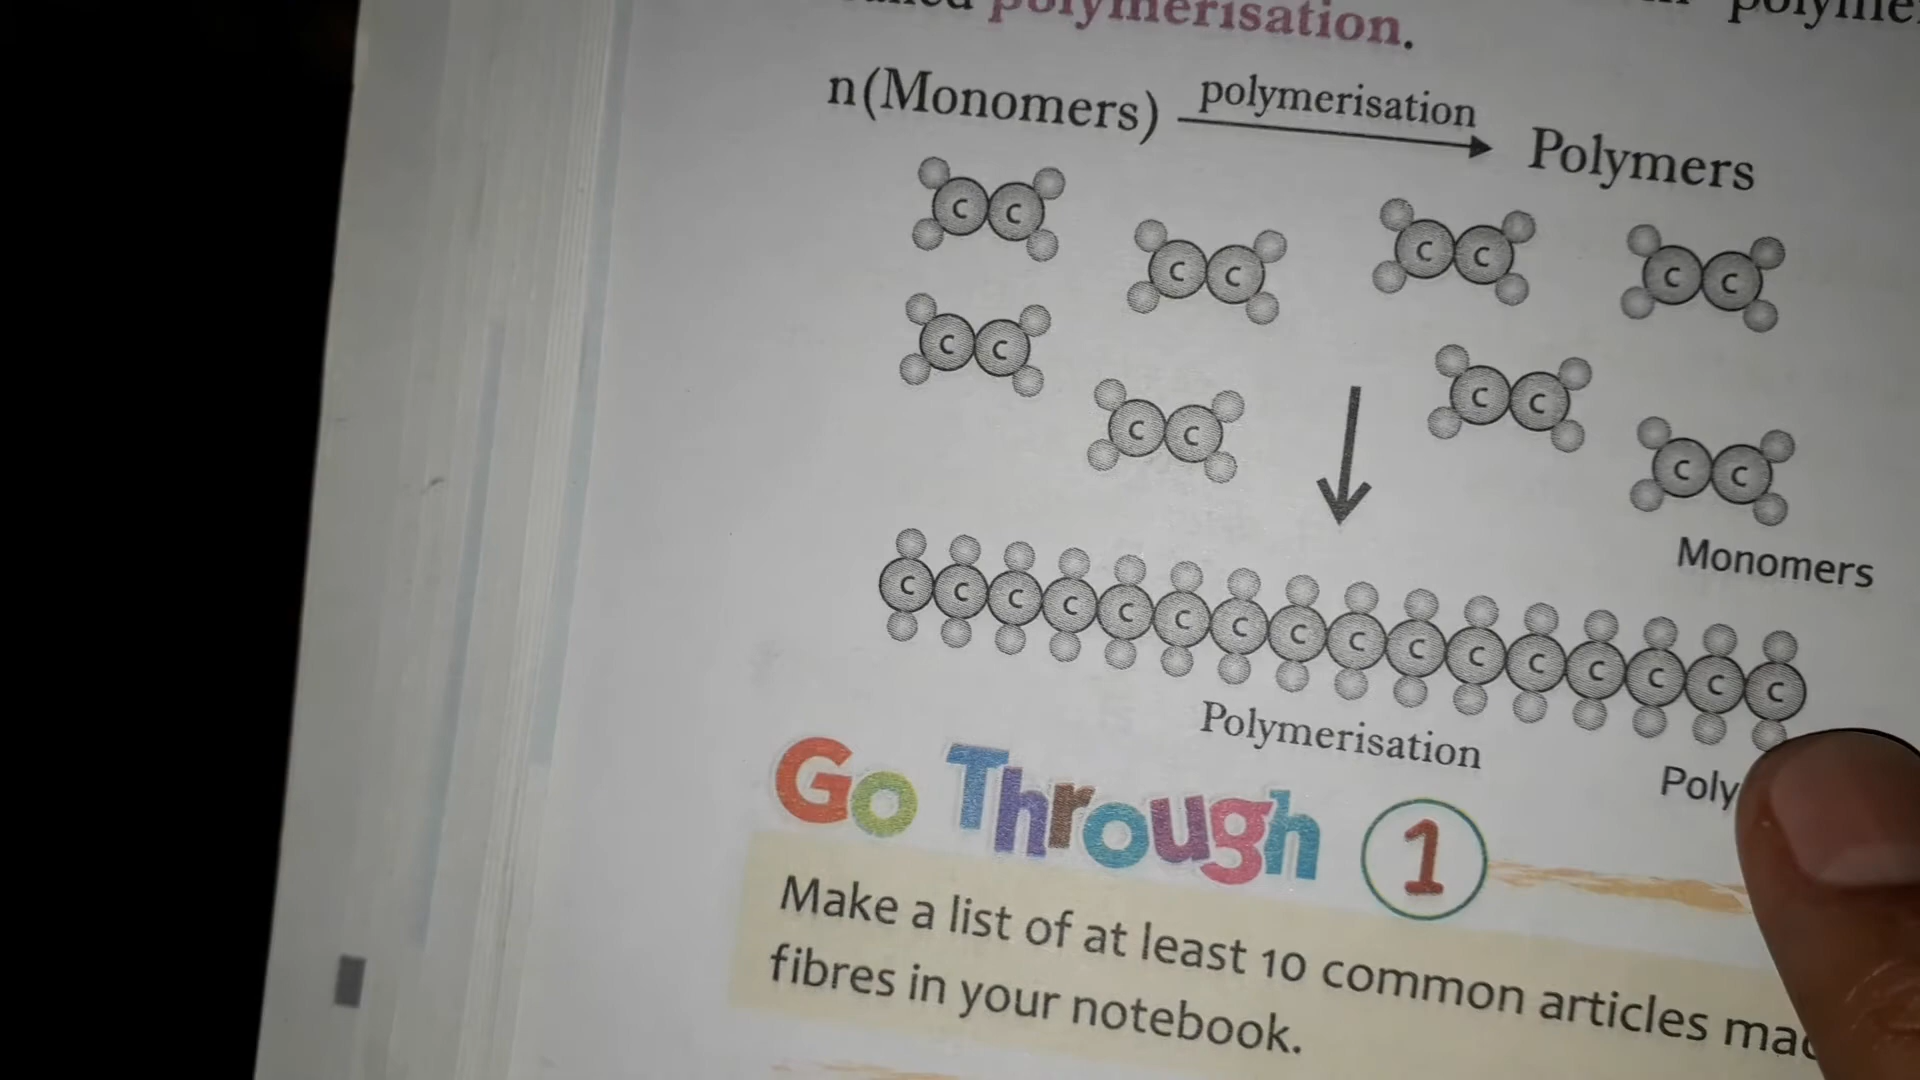 polymerisation.
n(Monomers) polymerisation Polymers
C C C C C C C C
C C C C C C C C
Monomers
C C C C C C C C C C C C C C C C
Polymerisation
Go Through 1
Make a list of at least 10 common articles
fibres in your notebook.